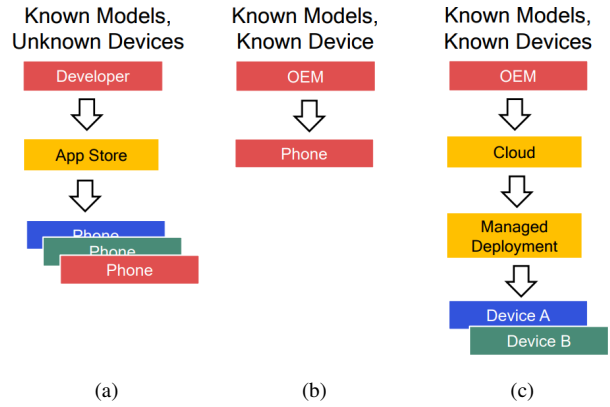 Known Models,
Unknown Devices
Developer
App Store
Phone
Phone
Phone
(a)
Known Models,
Known Device
OEM
Phone
(b)
Known Models,
Known Devices
OEM
Cloud
Managed
Deployment
Device A
Device B
(c)